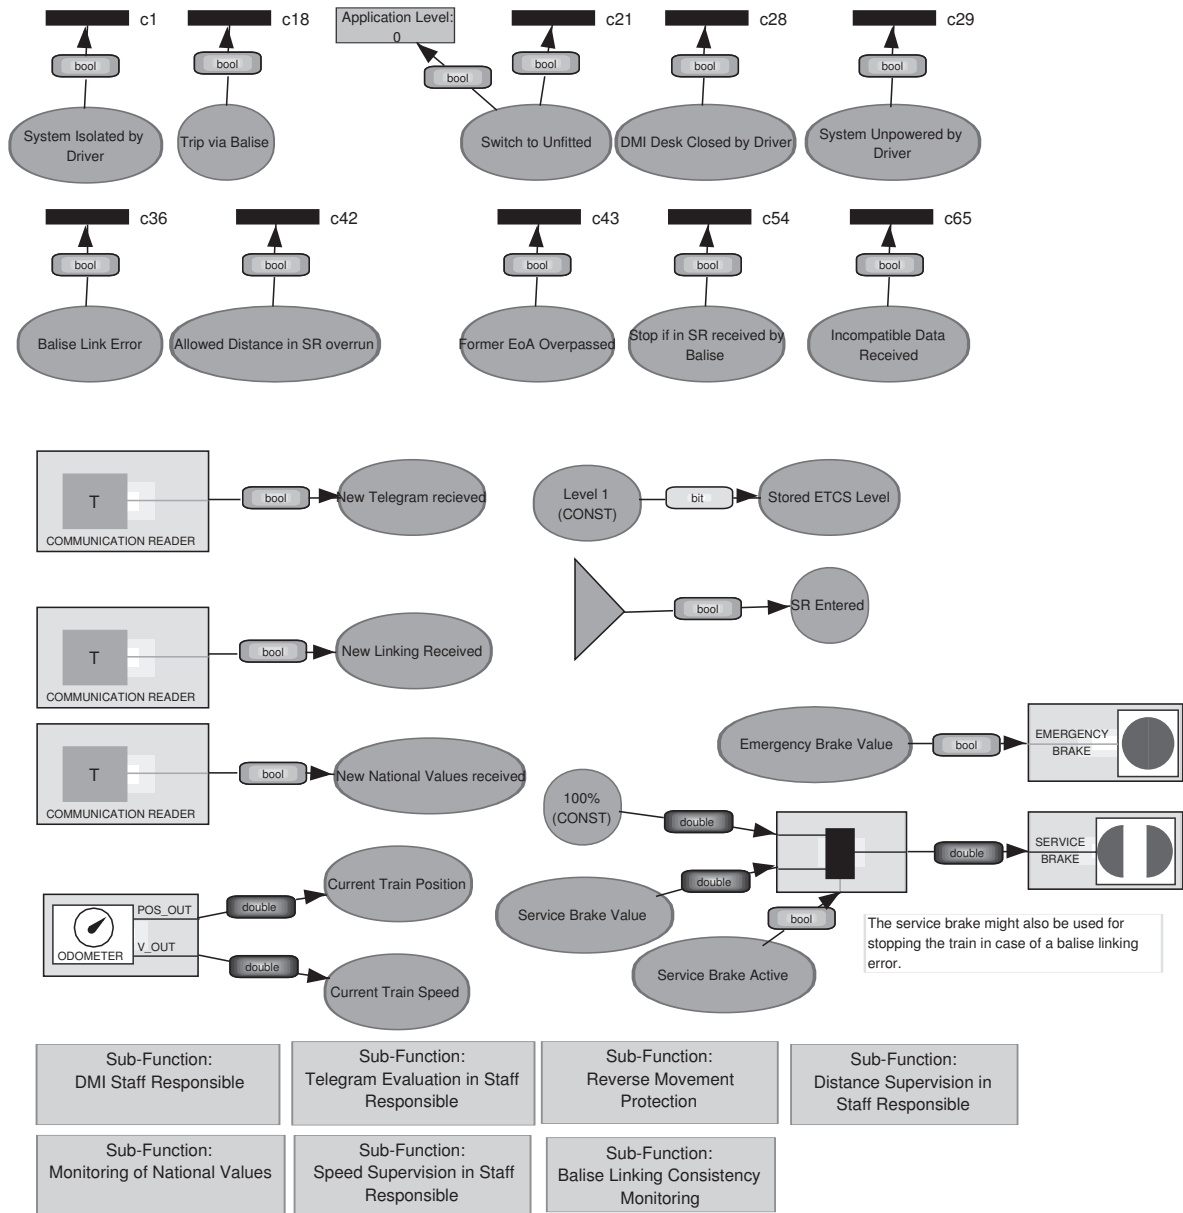 c1
c18
Application Level:
0
c21
c28
c29
bool
bool
bool
bool
bool
bool
System Isolated by
Driver
Trip via Balise
Switch to Unfitted
DMI Desk Closed by Driver
System Unpowered by
Driver
c36
c42
c43
c54
c65
bool
bool
bool
bool
bool
Balise Link Error
Allowed Distance in SR overrun
Former EoA Overpassed
Stop if in SR received by
Balise
Incompatible Data
Received
T
COMMUNICATION READER
bool
New Telegram recieved
Level 1
(CONST)
bit
Stored ETCS Level
bool
SR Entered
T
COMMUNICATION READER
bool
New Linking Received
T
COMMUNICATION READER
bool
New National Values received
Emergency Brake Value
bool
EMERGENCY
BRAKE
100%
(CONST)
double
double
Service Brake Value
bool
Service Brake Active
double
SERVICE
BRAKE
The service brake might also be used for
stopping the train in case of a balise linking
error.
POS_OUT
V_OUT
ODOMETER
double
Current Train Position
double
Current Train Speed
Sub-Function:
DMI Staff Responsible
Sub-Function:
Telegram Evaluation in Staff
Responsible
Sub-Function:
Reverse Movement
Protection
Sub-Function:
Distance Supervision in
Staff Responsible
Sub-Function:
Monitoring of National Values
Sub-Function:
Speed Supervision in Staff
Responsible
Sub-Function:
Balise Linking Consistency
Monitoring